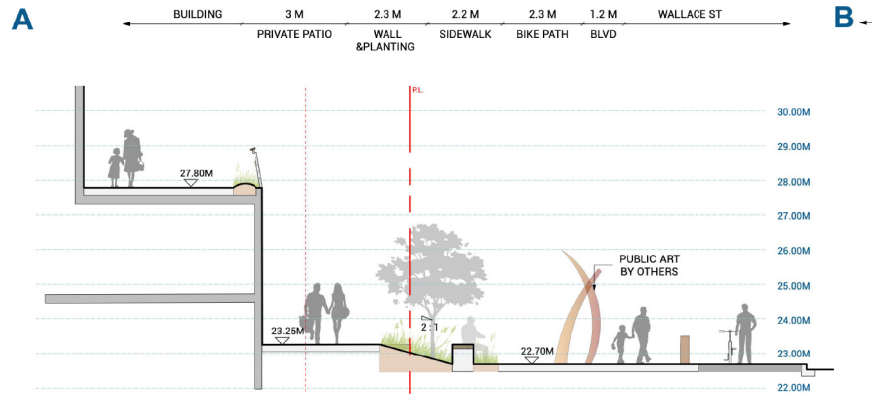 A
BUILDING
3 M
2.3 M
2.2 M
2.3 M
1.2 M
WALLACE ST
B
PRIVATE PATIO
WALL
&PLANTING
SIDEWALK
BIKE PATH
BLVD
P.L.
30.00M
29.00M
27.80M
28.00M
27.00M
26.00M
PUBLIC ART
BY OTHERS
25.00M
24.00M
2 : 1
23.25M
22.70M
23.00M
22.00M